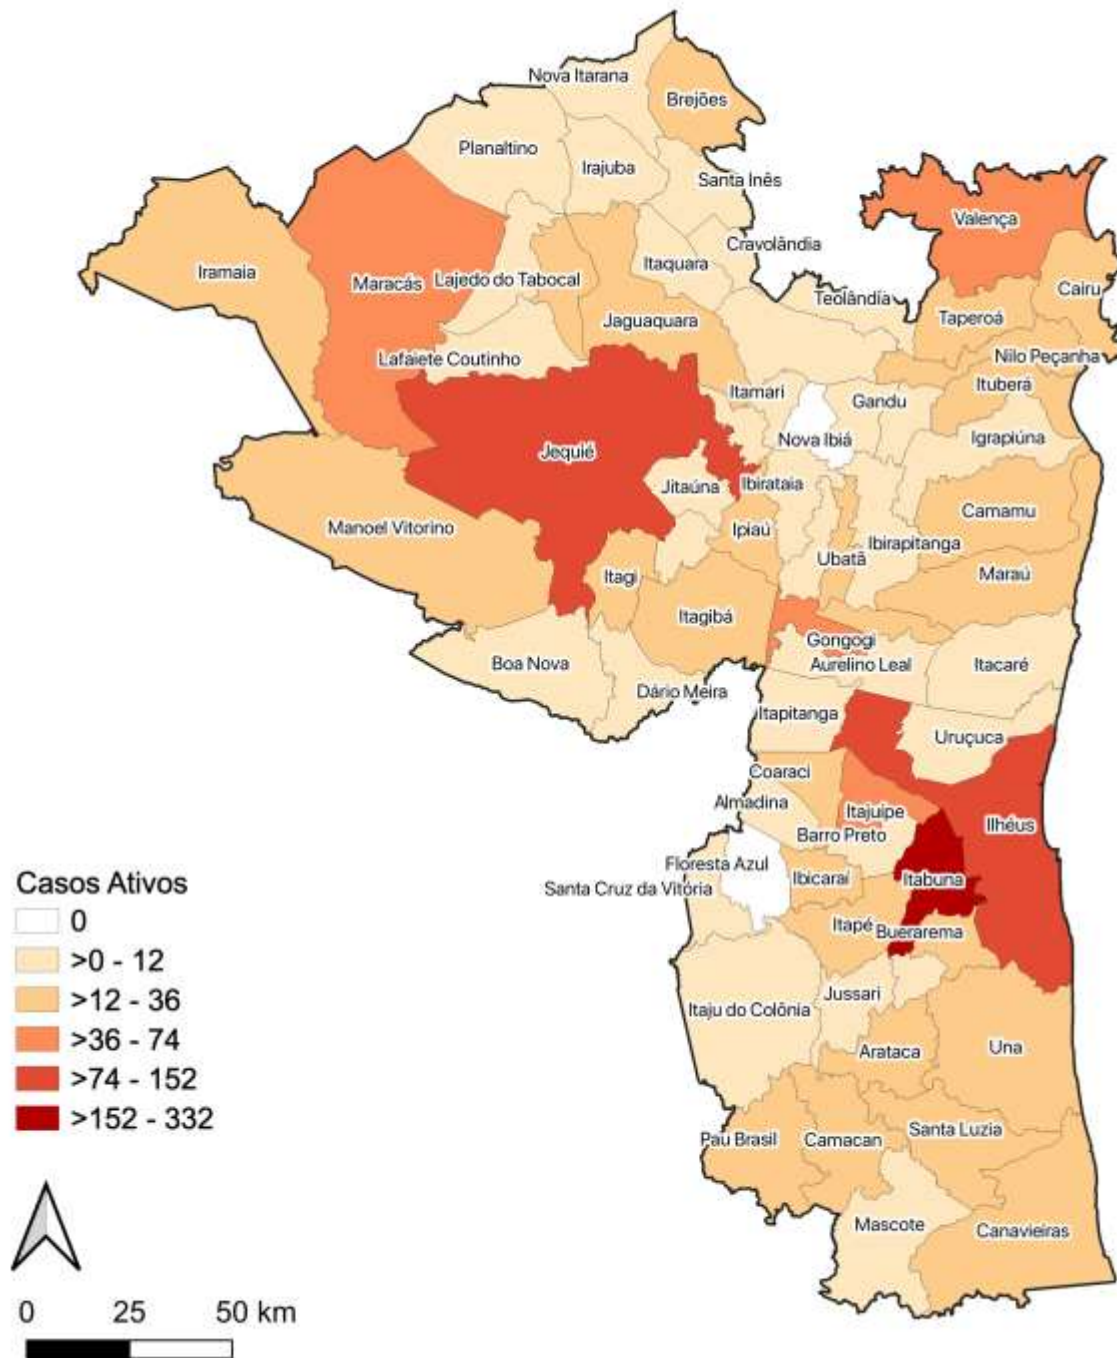 Nova Itarana
Brejões
Planaltino
Irajuba
Santa Inês
Valença
Cravolândia
Itaquara
Iramaia
Maracás
Lajedo do Tabocal
Teolândia
Cairu
Taperoá
Jaguaquara
Lafaiete Coutinho
Nilo Peçanha
Ituberá
Itamari
Gandu
Nova Ibiá
Igrapiúna
Jequié
Jitaúna
Ibirataia
Camamu
Manoel Vitorino
Ipiaú
Ibirapitanga
Ubatã
Maraú
Itagi
Itagibá
Gongogi
Boa Nova
Aurelino Leal
Itacaré
Dário Meira
Itapitanga
Uruçuca
Coaraci
Almadina
Itajuípe
Ilhéus
Barro Preto
Floresta Azul
Ibicaraí
Itabuna
Santa Cruz da Vitória
Itapé
Buerarema
Jussari
Itaju do Colônia
Una
Arataca
Santa Luzia
Pau Brasil
Camacan
Mascote
Canavieiras
Casos Ativos
0
>0 - 12
>12 - 36
>36 - 74
>74 - 152
>152 - 332
0 25 50 km